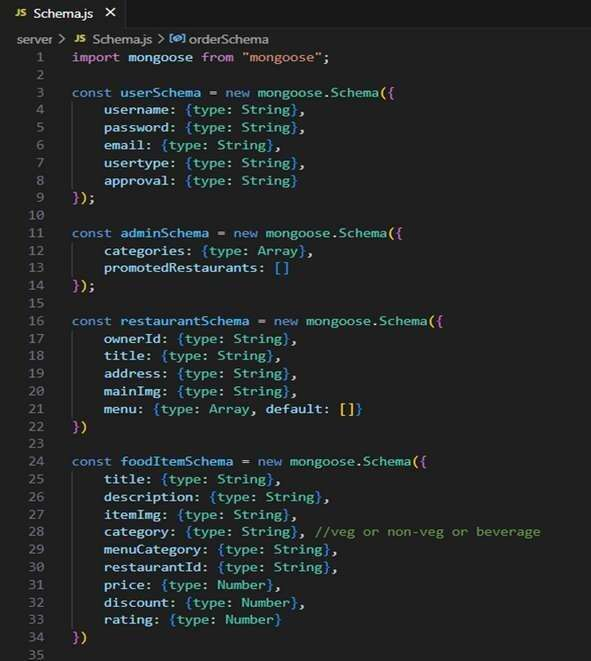 JS Schema.js ×
server > JS Schema.js > orderSchema
1 import mongoose from "mongoose";
2
3 const userSchema = new mongoose.Schema({
4 username: {type: String},
5 password: {type: String},
6 email: {type: String},
7 usertype: {type: String},
8 approval: {type: String}
9 });
10
11 const adminSchema = new mongoose.Schema({
12 categories: {type: Array},
13 promotedRestaurants: []
14 });
15
16 const restaurantSchema = new mongoose.Schema({
17 ownerId: {type: String},
18 title: {type: String},
19 address: {type: String},
20 mainImg: {type: String},
21 menu: {type: Array, default: []}
22 })
23
24 const foodItemSchema = new mongoose.Schema({
25 title: {type: String},
26 description: {type: String},
27 itemImg: {type: String},
28 category: {type: String}, //veg or non-veg or beverage
29 menuCategory: {type: String},
30 restaurantId: {type: String},
31 price: {type: Number},
32 discount: {type: Number},
33 rating: {type: Number}
34 })
35